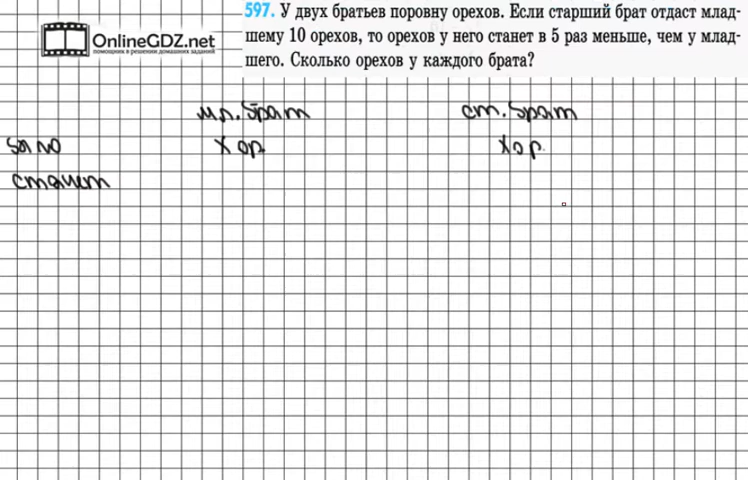 597. У двух братьев поровну орехов. Если старший брат отдаст млад-
шему 10 орехов, то орехов у него станет в 5 раз меньше, чем у млад-
шего. Сколько орехов у каждого брата?
OnlineGDZ.net
помощник в решении домашних заданий
мл. брат ст. брат
было х ор. х ор.
станет